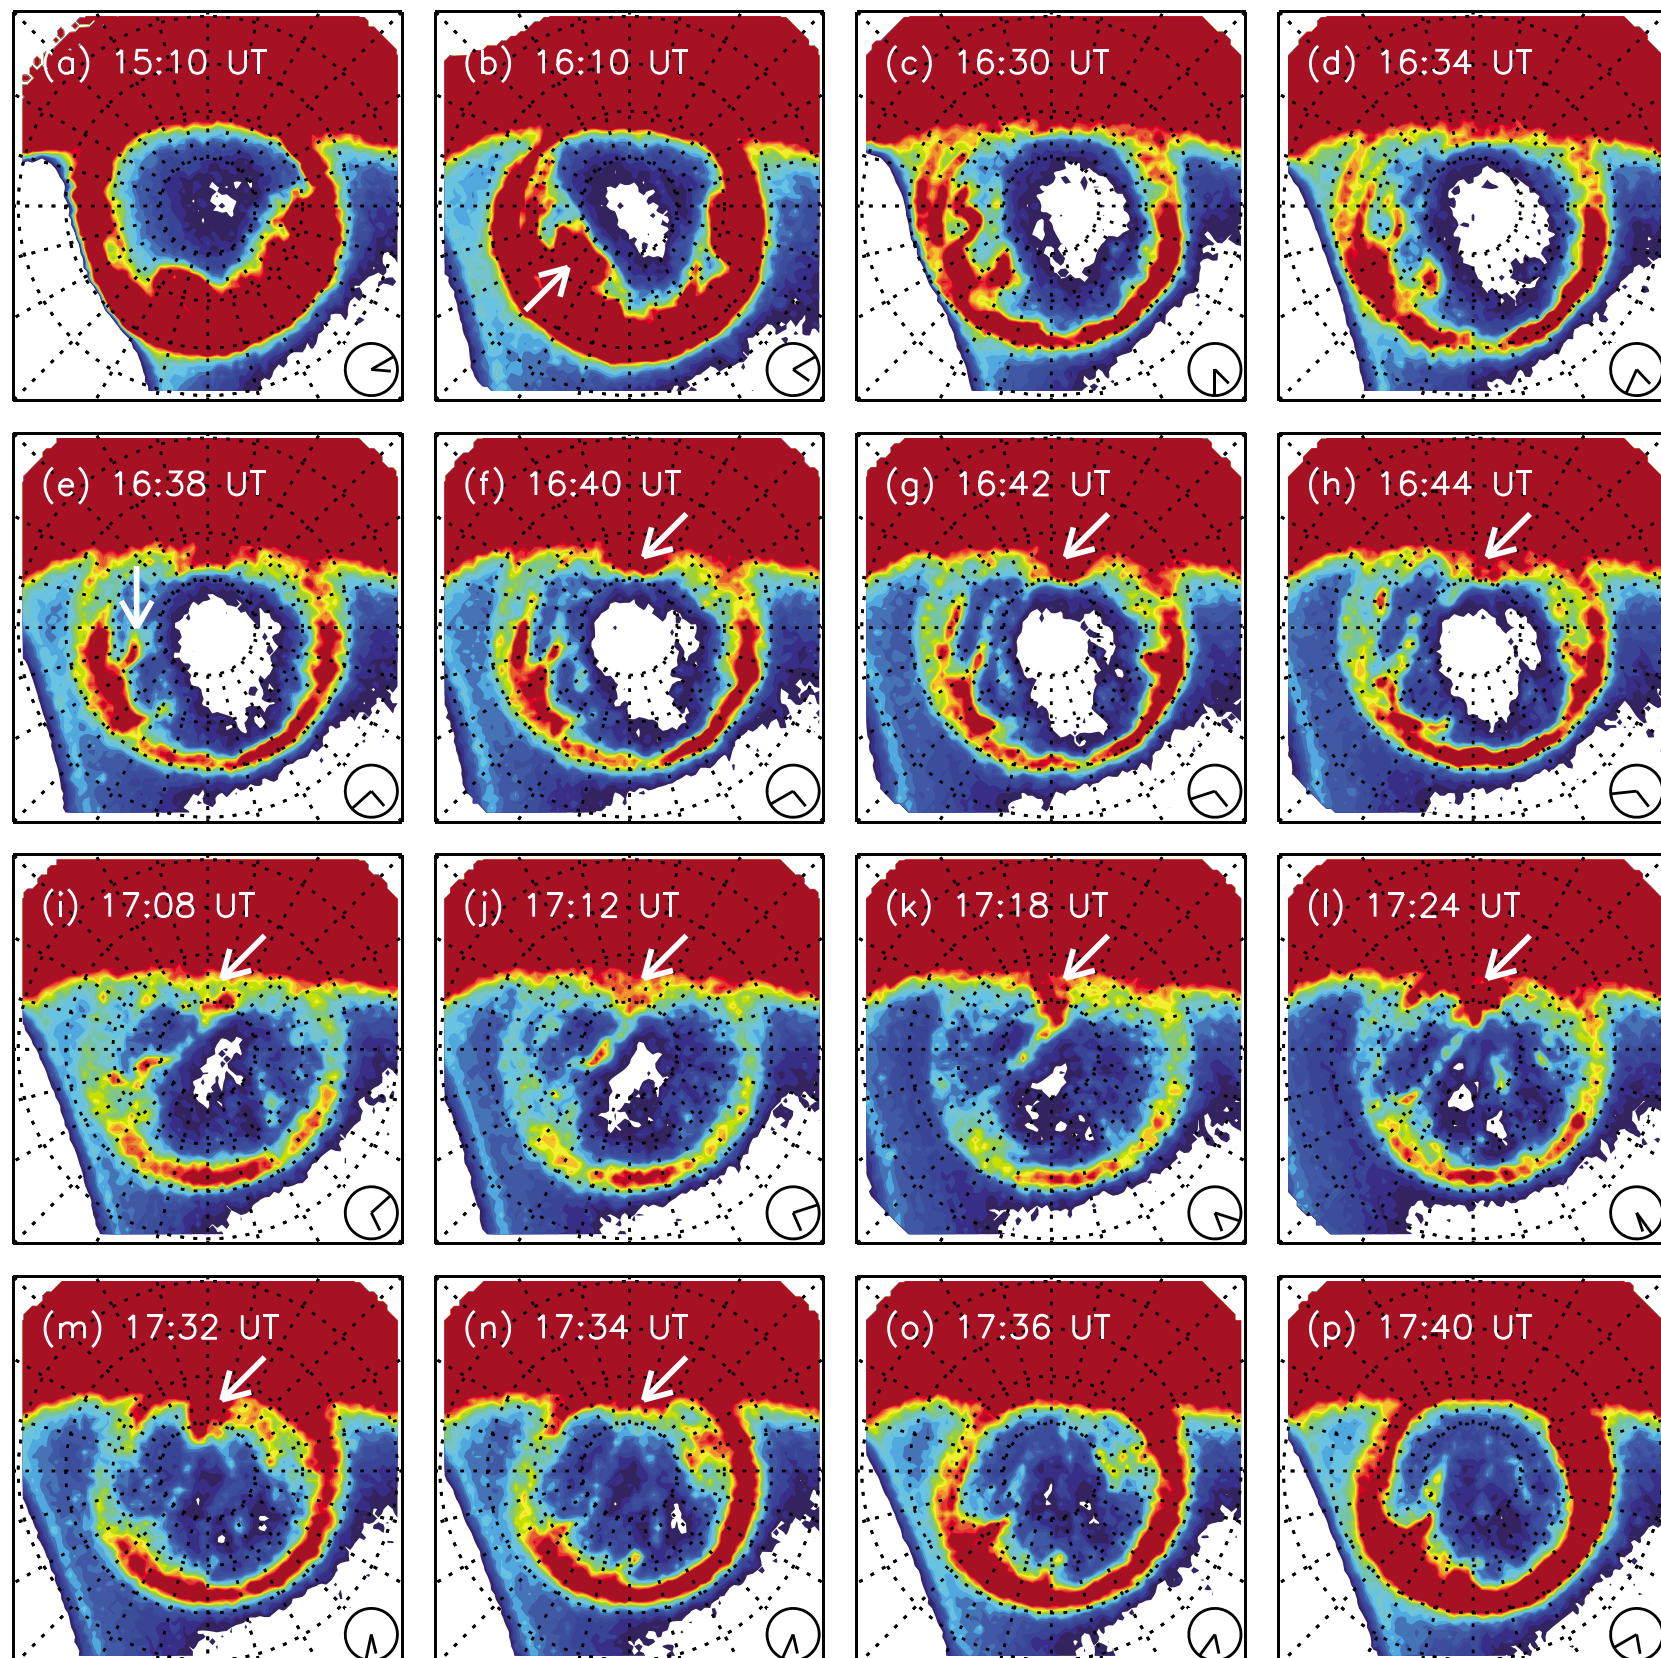 (a) 15:10 UT
(b) 16:10 UT
(c) 16:30 UT
(d) 16:34 UT
(e) 16:38 UT
(f) 16:40 UT
(g) 16:42 UT
(h) 16:44 UT
(i) 17:08 UT
(j) 17:12 UT
(k) 17:18 UT
(l) 17:24 UT
(m) 17:32 UT
(n) 17:34 UT
(o) 17:36 UT
(p) 17:40 UT